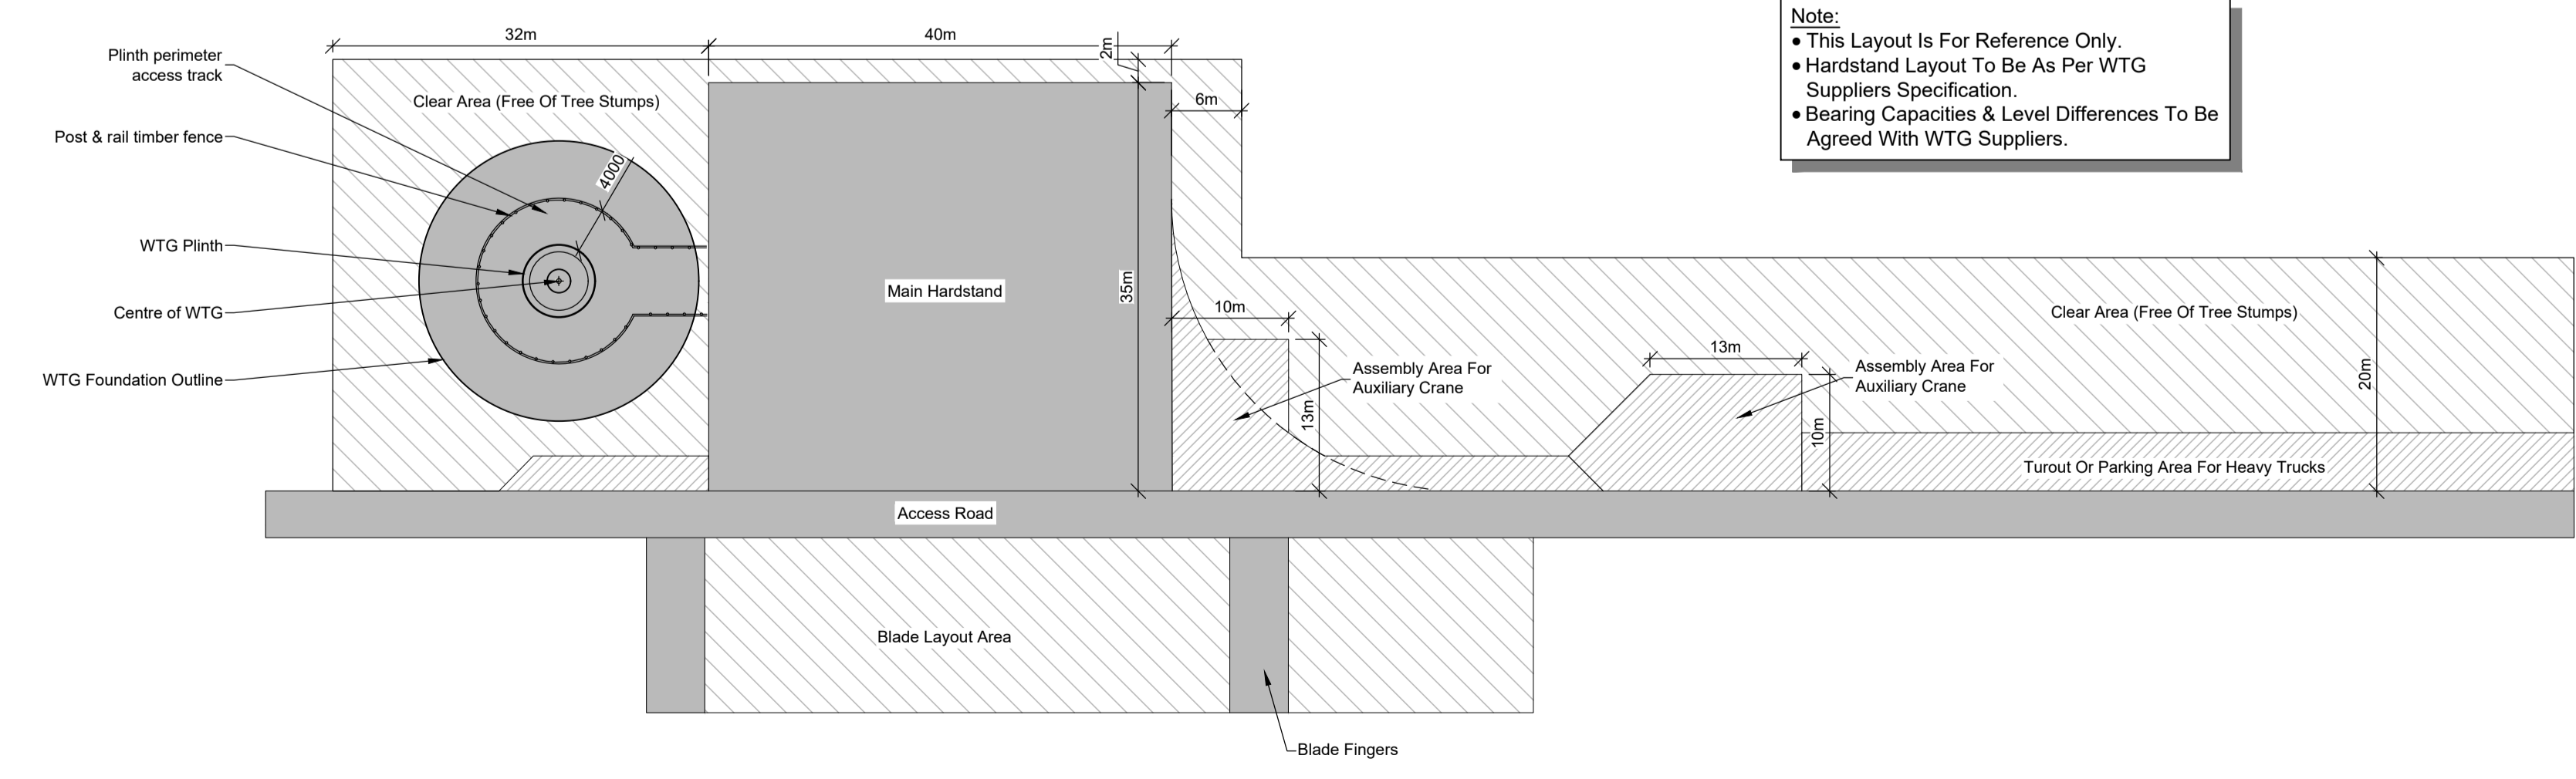 32m
40m
2m
Note:
• This Layout Is For Reference Only.
• Hardstand Layout To Be As Per WTG
Suppliers Specification.
• Bearing Capacities & Level Differences To Be
Agreed With WTG Suppliers.
Plinth perimeter
access track
Clear Area (Free Of Tree Stumps)
6m
Post & rail timber fence
4000
WTG Plinth
Main Hardstand
35m
Centre of WTG
10m
Clear Area (Free Of Tree Stumps)
WTG Foundation Outline
Assembly Area For
Auxiliary Crane
13m
13m
Assembly Area For
Auxiliary Crane
10m
20m
Turout Or Parking Area For Heavy Trucks
Access Road
Blade Layout Area
Blade Fingers